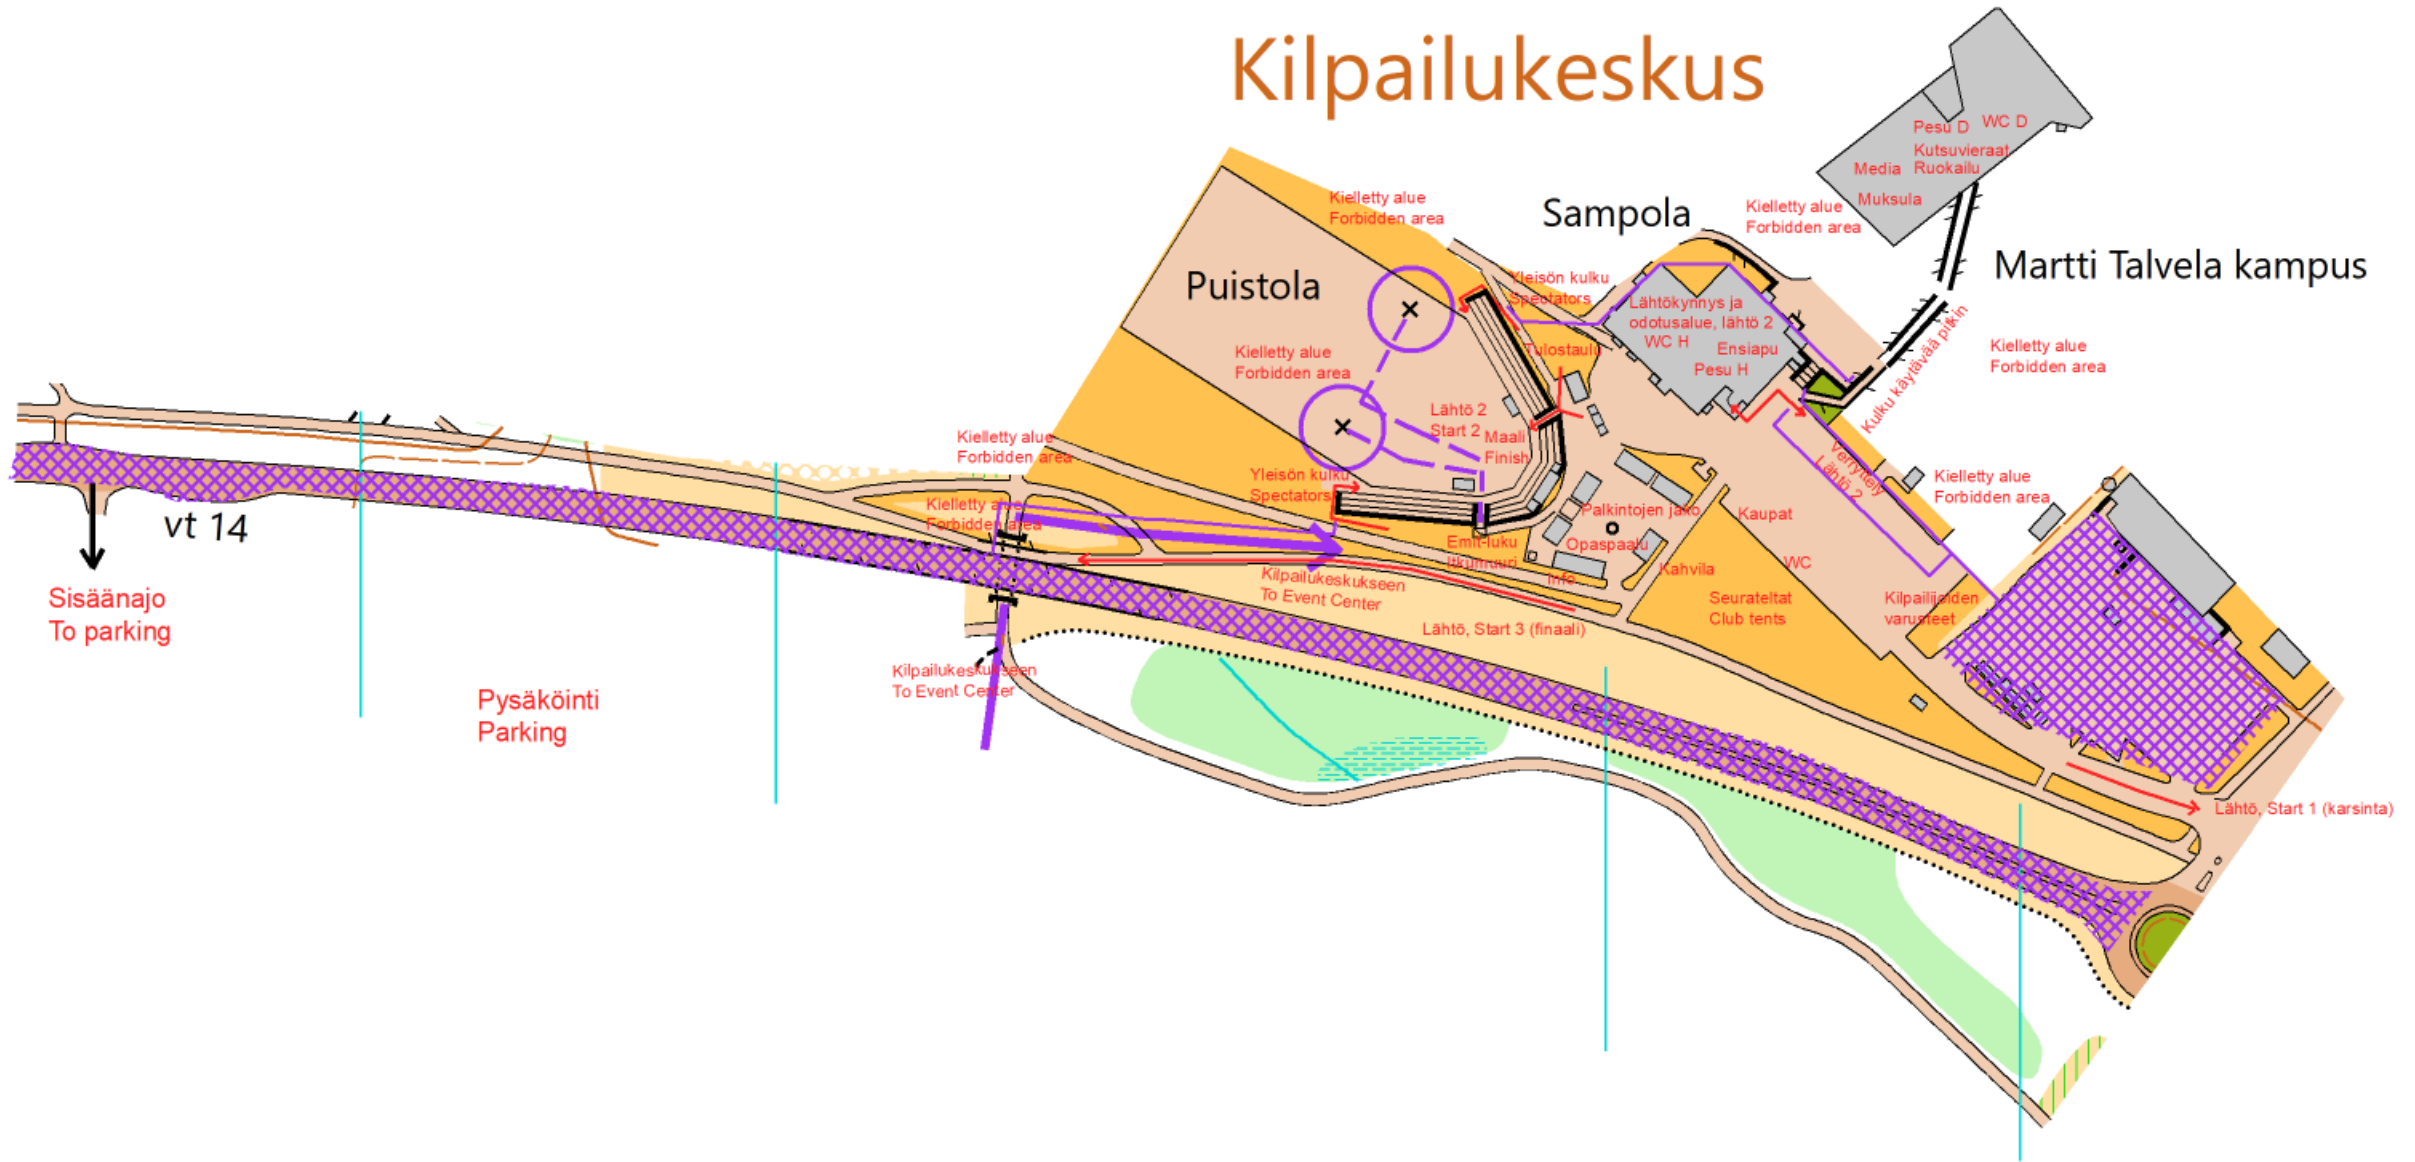 Kilpailukeskus
Pesu D
WC D
Kutsuvieraat
Media
Ruokailu
Muksula
Kielletty alue
Forbidden area
Sampola
Kielletty alue
Forbidden area
Martti Talvela kampus
Puistola
Yleisön kulku
Spectators
Lähtökynnys ja
odotusalue, lähtö 2
WC H
Ensiapu
Pesu H
Tulostaulu
Kulku käytävää pitkin
Kielletty alue
Forbidden area
Kielletty alue
Forbidden area
Lähtö 2
Start 2
Maali
Finish
Kielletty alue
Forbidden area
Yleisön kulku
Spectators
Verryttely
Lähtö 2
Kielletty alue
Forbidden area
Kielletty alue
Forbidden area
Palkintojen jako
Kaupat
Opaspaalu
Emit-luku
Itkumuuri
Info
WC
Kahvila
vt 14
Sisäänajo
To parking
Kilpailukeskukseen
To Event Center
Seurateltat
Club tents
Kilpailijoiden
varusteet
Lähtö, Start 3 (finaali)
Kilpailukeskukseen
To Event Center
Pysäköinti
Parking
Lähtö, Start 1 (karsinta)